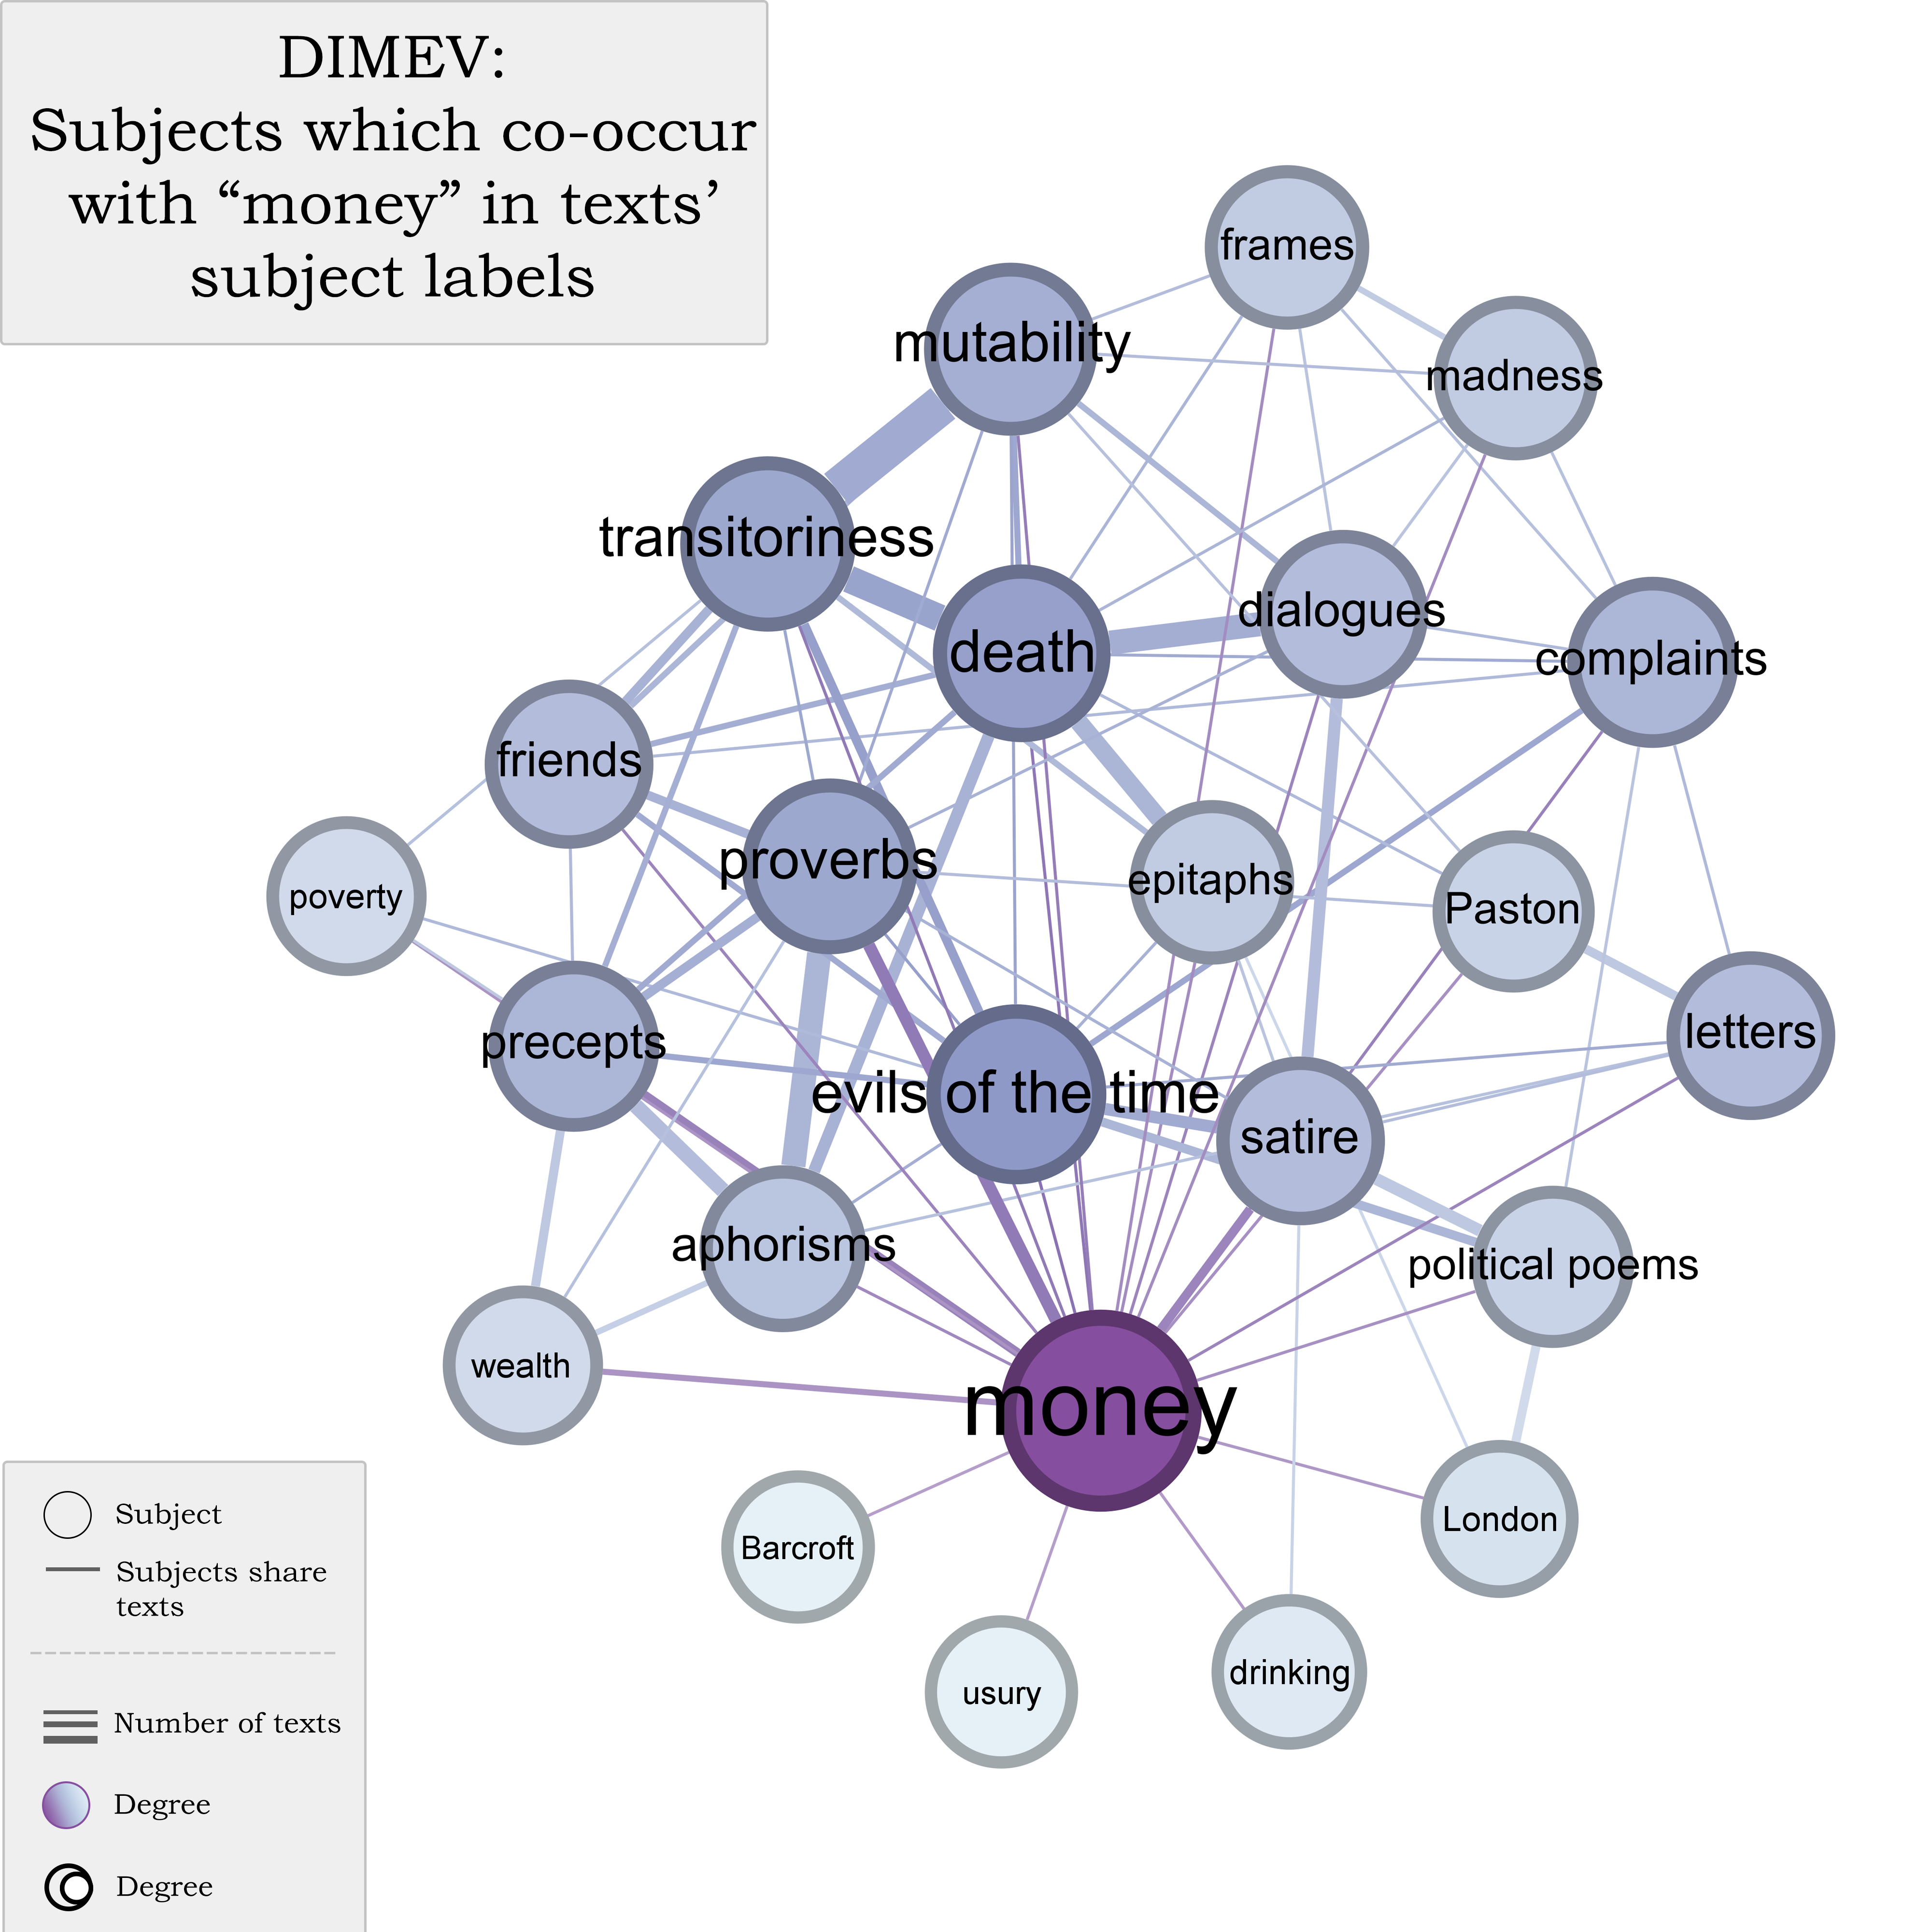 DIMEV:
Subjects which co-occur
with “money” in texts’
subject labels
frames
mutability
madness
transitoriness
death
dialogues
complaints
friends
proverbs
epitaphs
poverty
Paston
precepts
letters
evils of the time
satire
aphorisms
political poems
wealth
money
Barcroft
London
usury
drinking
Subject
Subjects share
texts
Number of texts
Degree
Degree